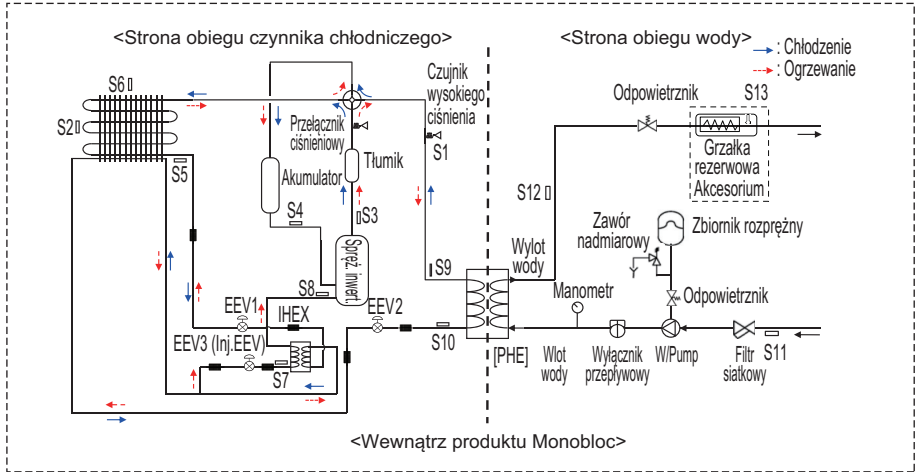 <Strona obiegu czynnika chłodniczego>
<Strona obiegu wody>
: Chłodzenie
: Ogrzewanie
S6
S2
S5
Czujnik
wysokiego
ciśnienia
S1
Przełącznik
ciśnieniowy
Tłumik
Akumulator
S4
S3
S8
Spręż. inwert.
S9
EEV1
IHEX
EEV2
EEV3 (Inj.EEV)
S7
S10
[PHE]
Odpowietrznik
S13
Grzałka
rezerwowa
Akcesorium
S12
Zawór
nadmiarowy
Zbiornik rozprężny
Wylot
wody
Manometr
Odpowietrznik
Wlot
wody
Wyłącznik
przepływowy
W/Pump
Filtr
siatkowy
S11
<Wewnątrz produktu Monobloc>